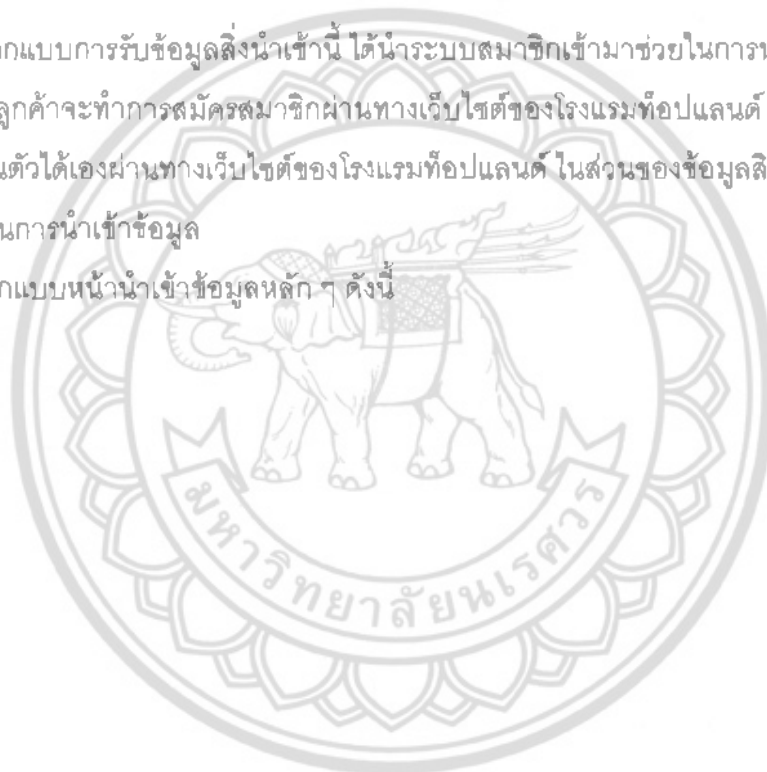 กแบบการรับข้อมูลสิ่งนำเข้านี้ ได้นำระบบสมาชิกเข้ามาช่วยในการ
ลูกค้าจะทำการสมัครสมาชิกผ่านทางเว็บไซต์ของโรงแรมท็อปแลนด์
นตัวได้เองผ่านทางเว็บไซต์ของโรงแรมท็อปแลนด์ ในส่วนของข้อมูลสิ่
นการนำเข้าข้อมูล
กแบบหน้านำเข้าข้อมูลหลัก ๆ ดังนี้
มหาวิทยาลัยนเรศวร